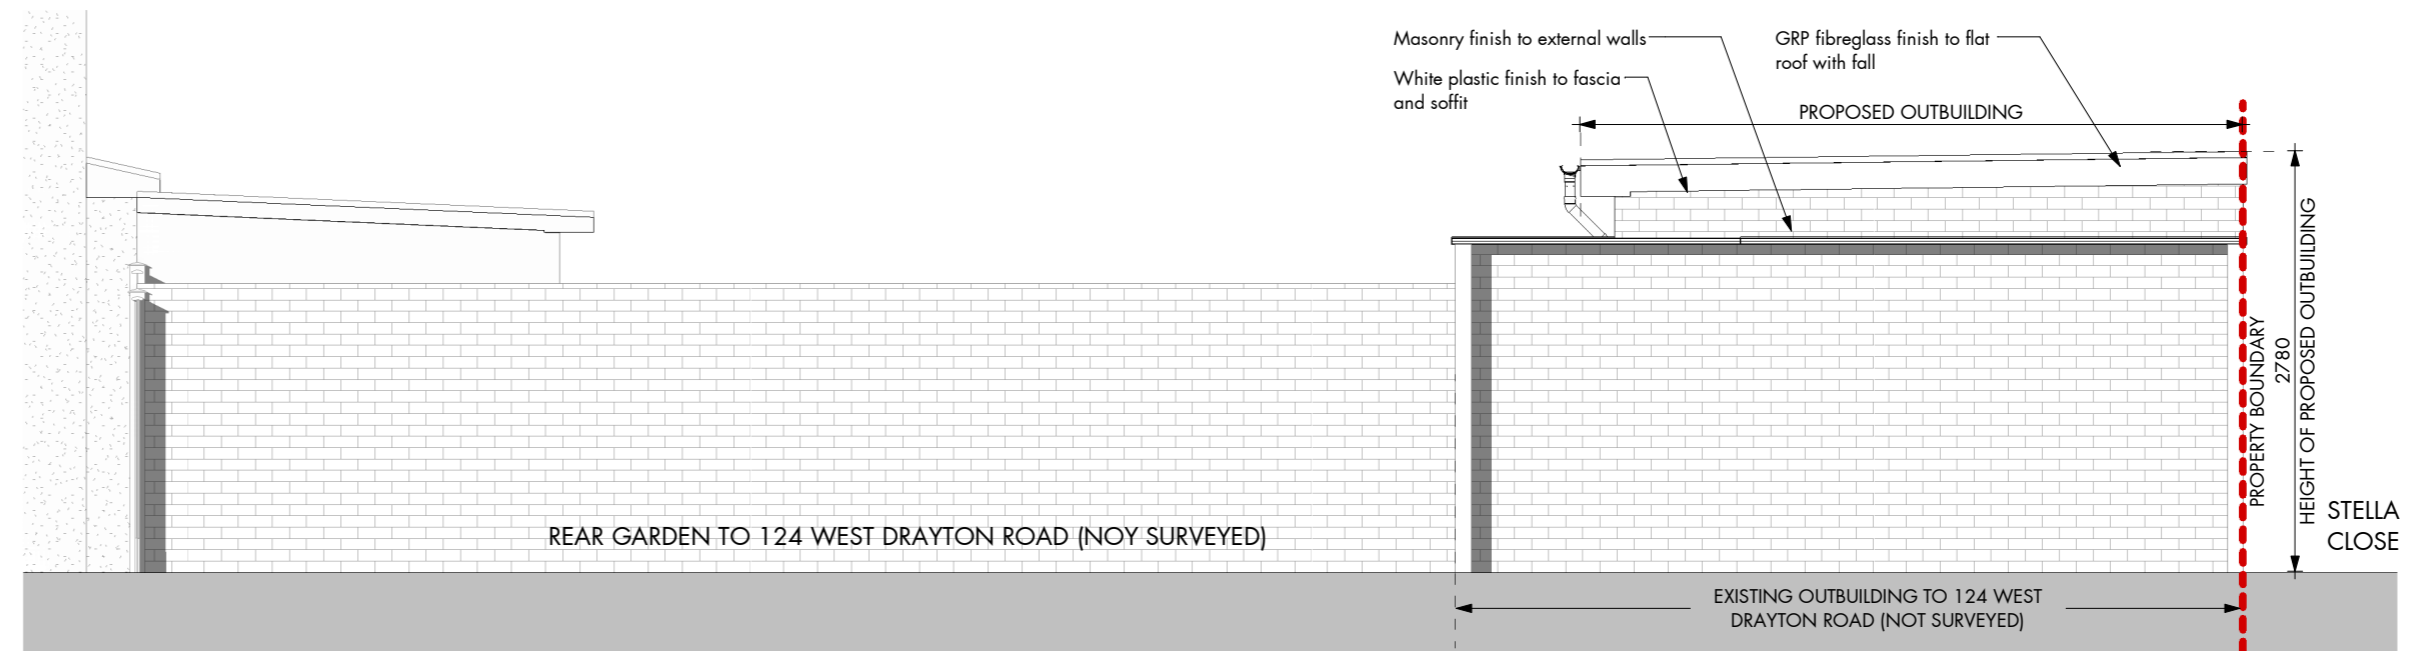 Masonry finish to external walls
White plastic finish to fascia
and soffit
GRP fibreglass finish to flat
roof with fall
PROPOSED OUTBUILDING
PROPERTY BOUNDARY
2780
HEIGHT OF PROPOSED OUTBUILDING
STELLA
CLOSE
REAR GARDEN TO 124 WEST DRAYTON ROAD (NOY SURVEYED)
EXISTING OUTBUILDING TO 124 WEST
DRAYTON ROAD (NOT SURVEYED)